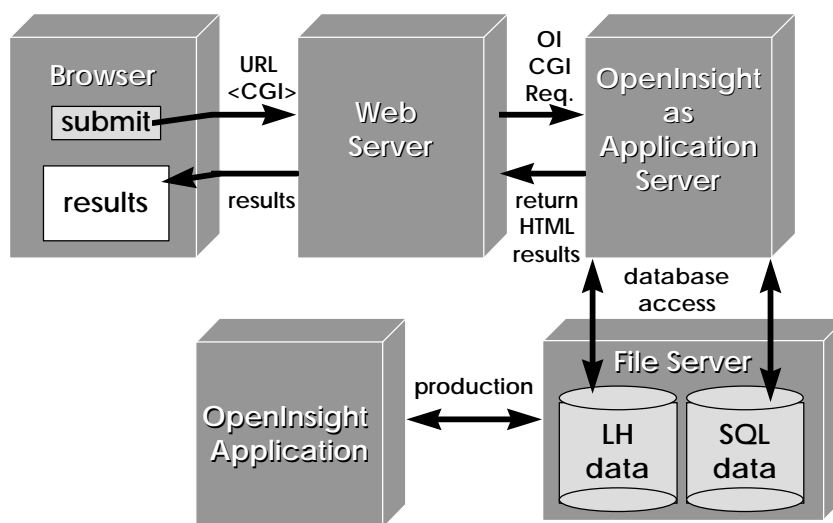 Browser
submit
results
URL
<CGI>
results
Web
Server
OI
CGI
Req.
return
HTML
results
OpenInsight
as
Application
Server
database
access
OpenInsight
Application
production
File Server
LH
data
SQL
data